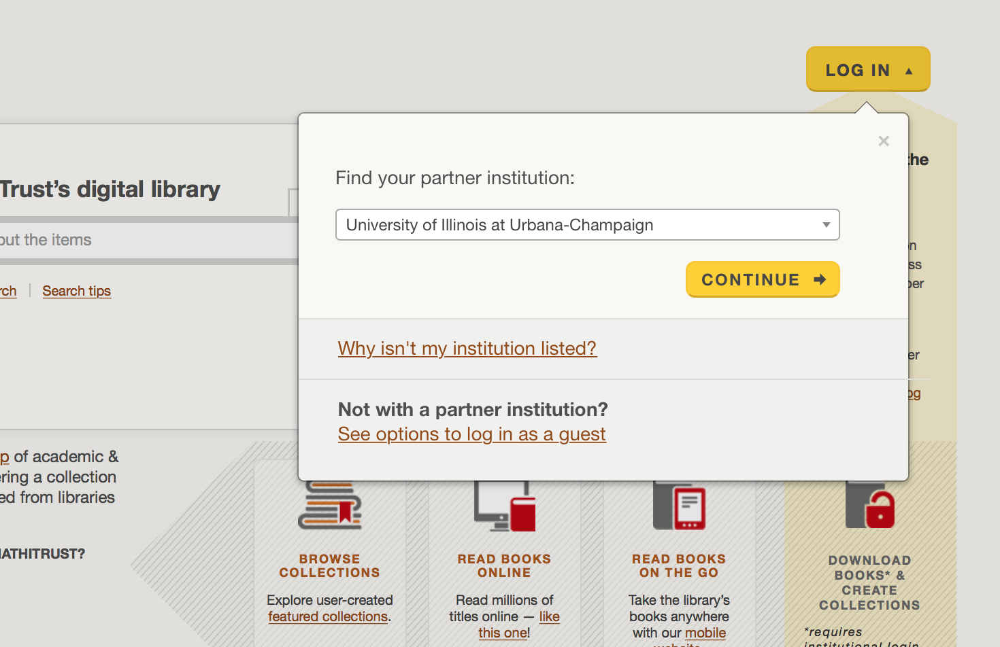 LOG IN ▲
×
Find your partner institution:
University of Illinois at Urbana-Champaign
CONTINUE
Why isn't my institution listed?
Not with a partner institution?
See options to log in as a guest
Trust's digital library
the items
Search tips
the
of academic &
a collection
from libraries
BROWSE
COLLECTIONS
Explore user-created
featured collections.
READ BOOKS
ONLINE
Read millions of
titles online — like
this one!
READ BOOKS
ON THE GO
Take the library's
books anywhere
with our mobile
DOWNLOAD
BOOKS* &
CREATE
COLLECTIONS
*requires
institutional login